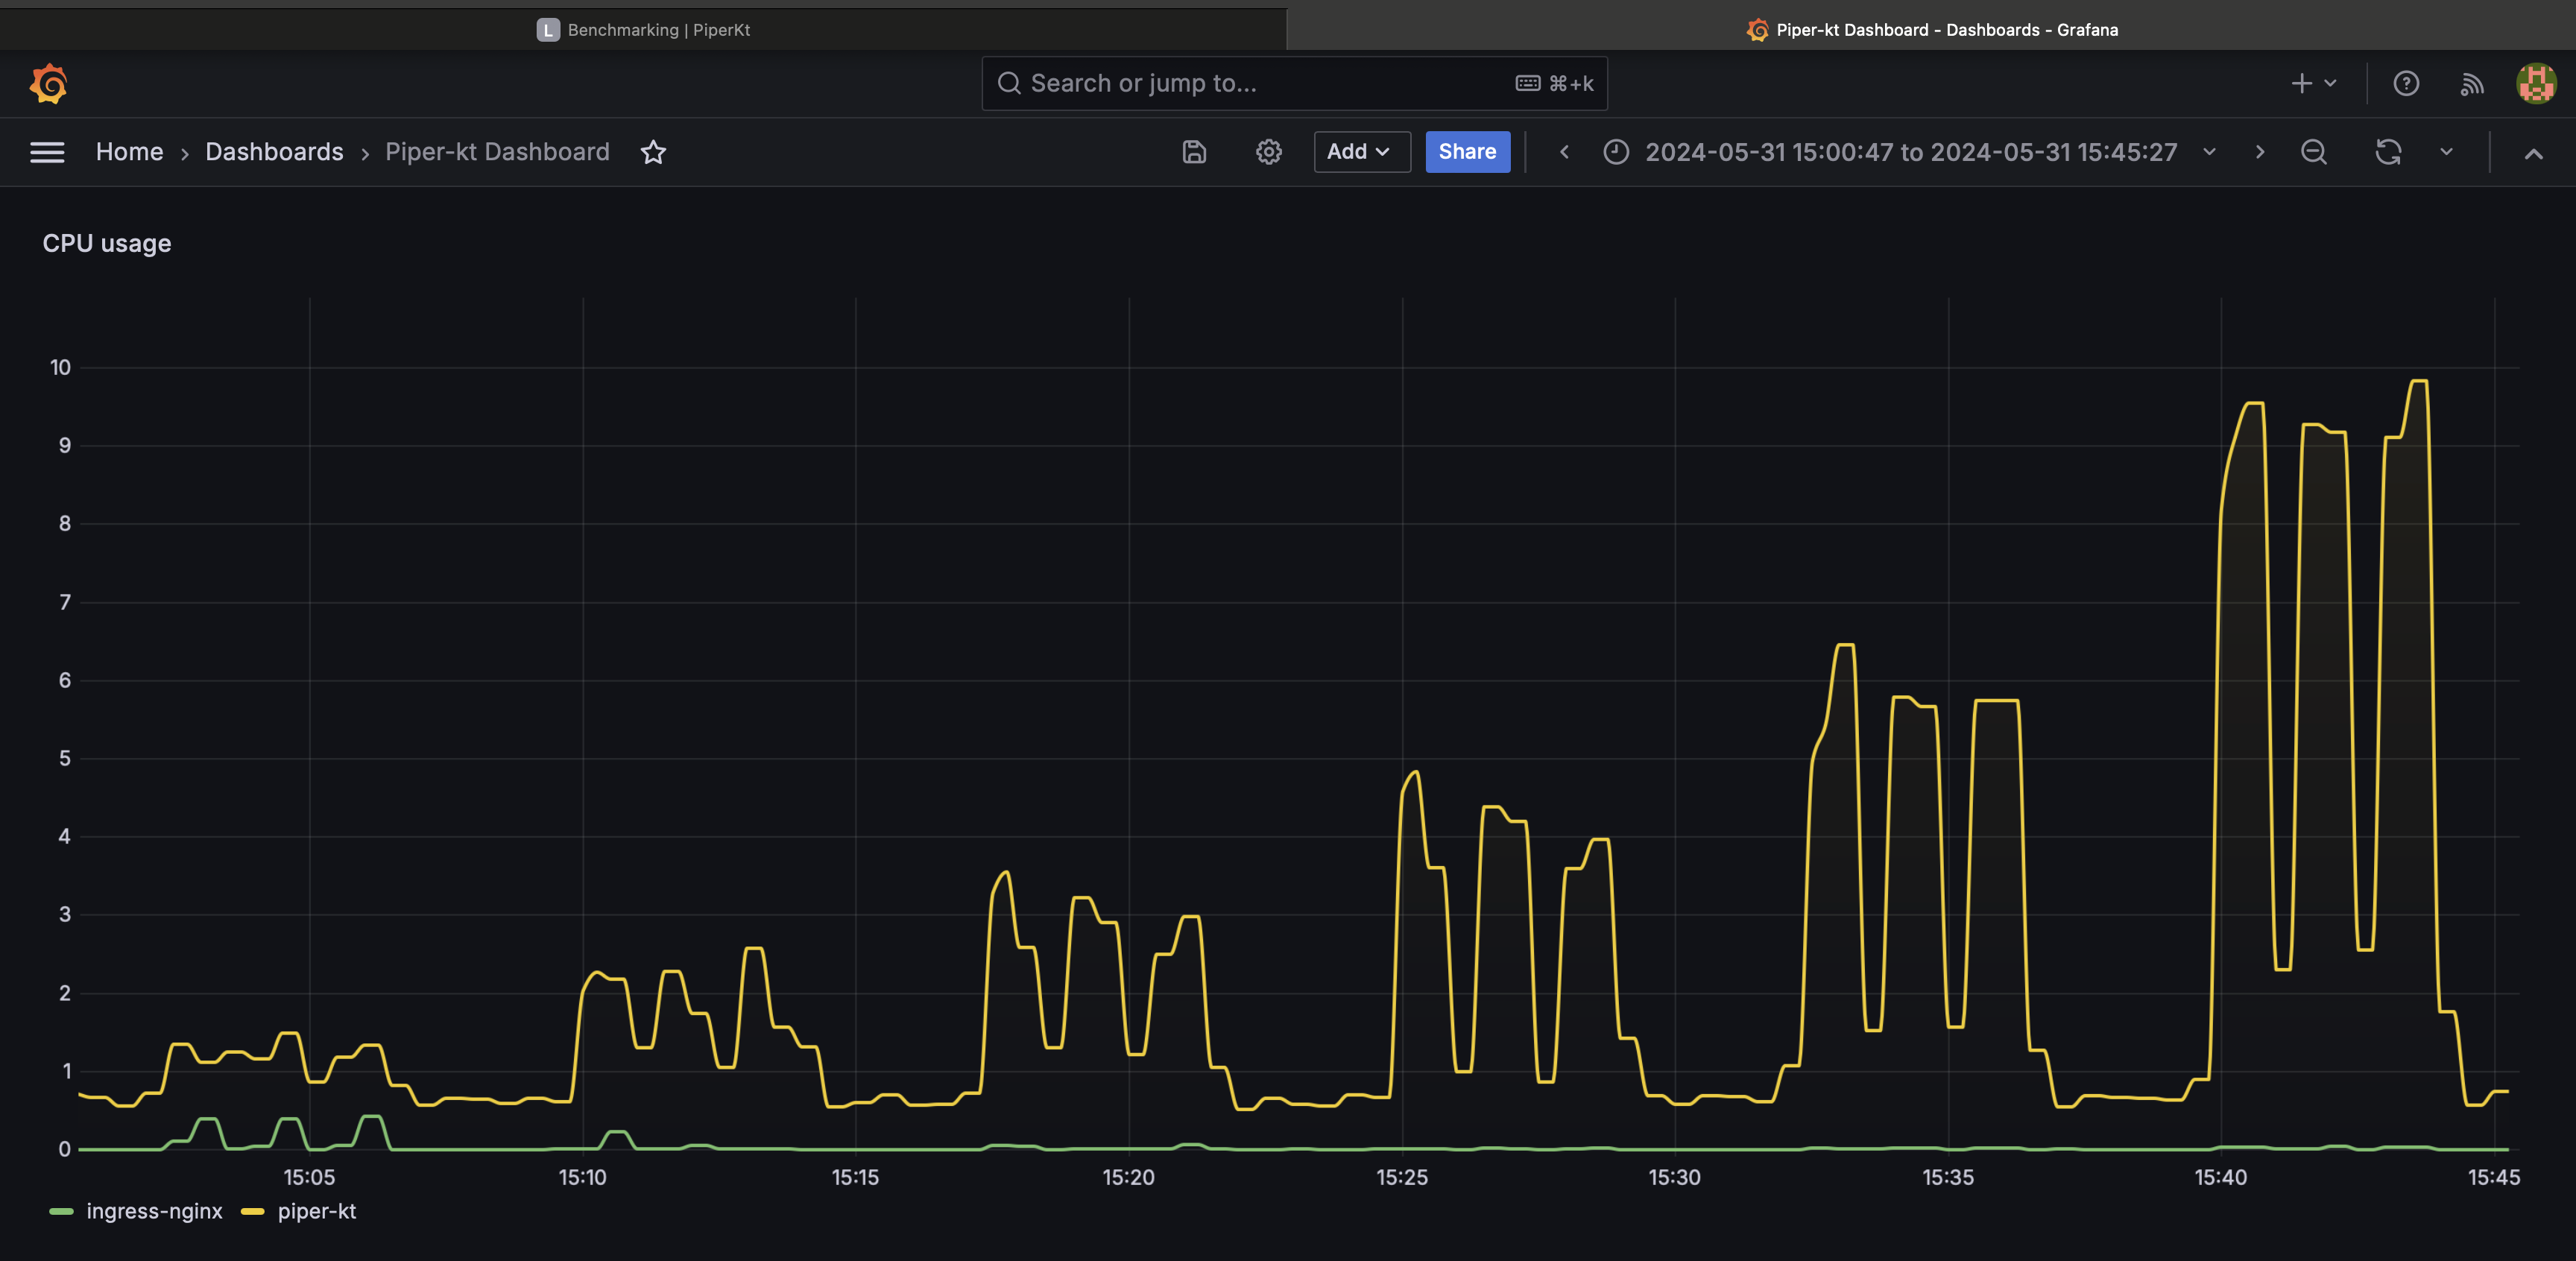 L Benchmarking | PiperKt
Piper-kt Dashboard - Dashboards - Grafana
Search or jump to... ⌘+k
Home › Dashboards › Piper-kt Dashboard
Add
Share
2024-05-31 15:00:47 to 2024-05-31 15:45:27
CPU usage
10
9
8
7
6
5
4
3
2
1
0
15:05 15:10 15:15 15:20 15:25 15:30 15:35 15:40 15:45
ingress-nginx piper-kt